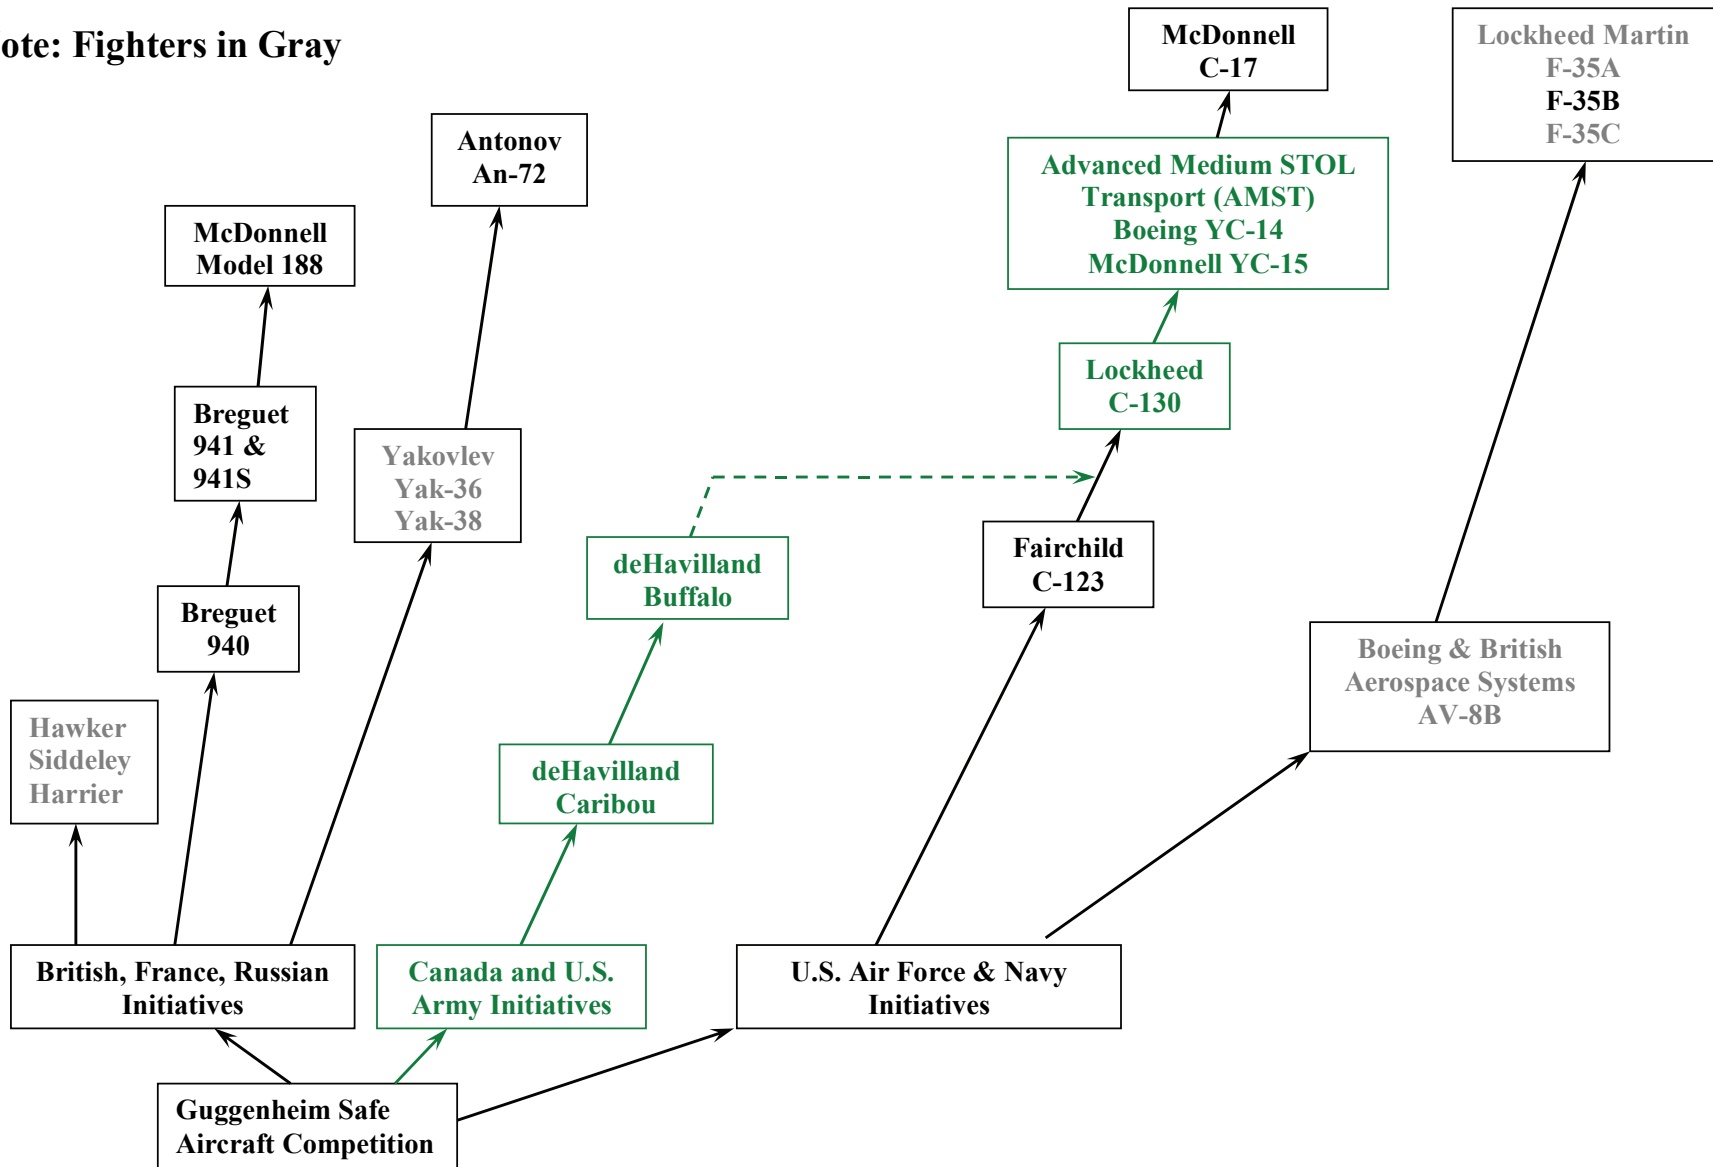 ote: Fighters in Gray
McDonnell
C-17
Lockheed Martin
F-35A
F-35B
F-35C
Antonov
An-72
Advanced Medium STOL
Transport (AMST)
Boeing YC-14
McDonnell YC-15
McDonnell
Model 188
Lockheed
C-130
Breguet
941 &
941S
Yakovlev
Yak-36
Yak-38
Fairchild
C-123
deHavilland
Buffalo
Breguet
940
Boeing & British
Aerospace Systems
AV-8B
Hawker
Siddeley
Harrier
deHavilland
Caribou
British, France, Russian
Initiatives
Canada and U.S.
Army Initiatives
U.S. Air Force & Navy
Initiatives
Guggenheim Safe
Aircraft Competition